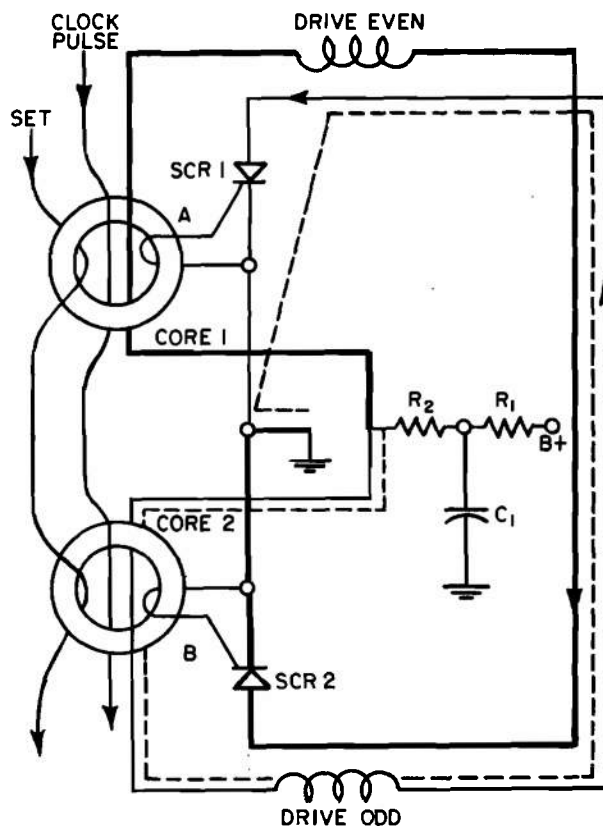 CLOCK
PULSE
DRIVE EVEN
SET
SCR 1
A
CORE 1
R2
R1
B+
C1
CORE 2
B
SCR 2
DRIVE ODD